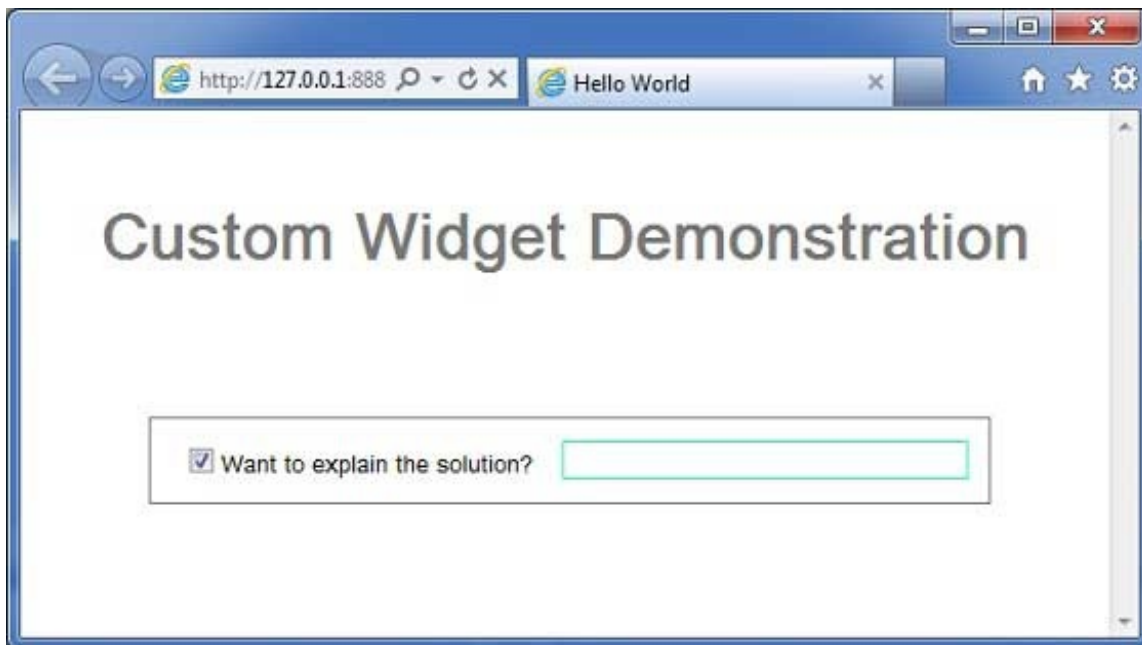 http://127.0.0.1:888
Hello World
Custom Widget Demonstration
Want to explain the solution?